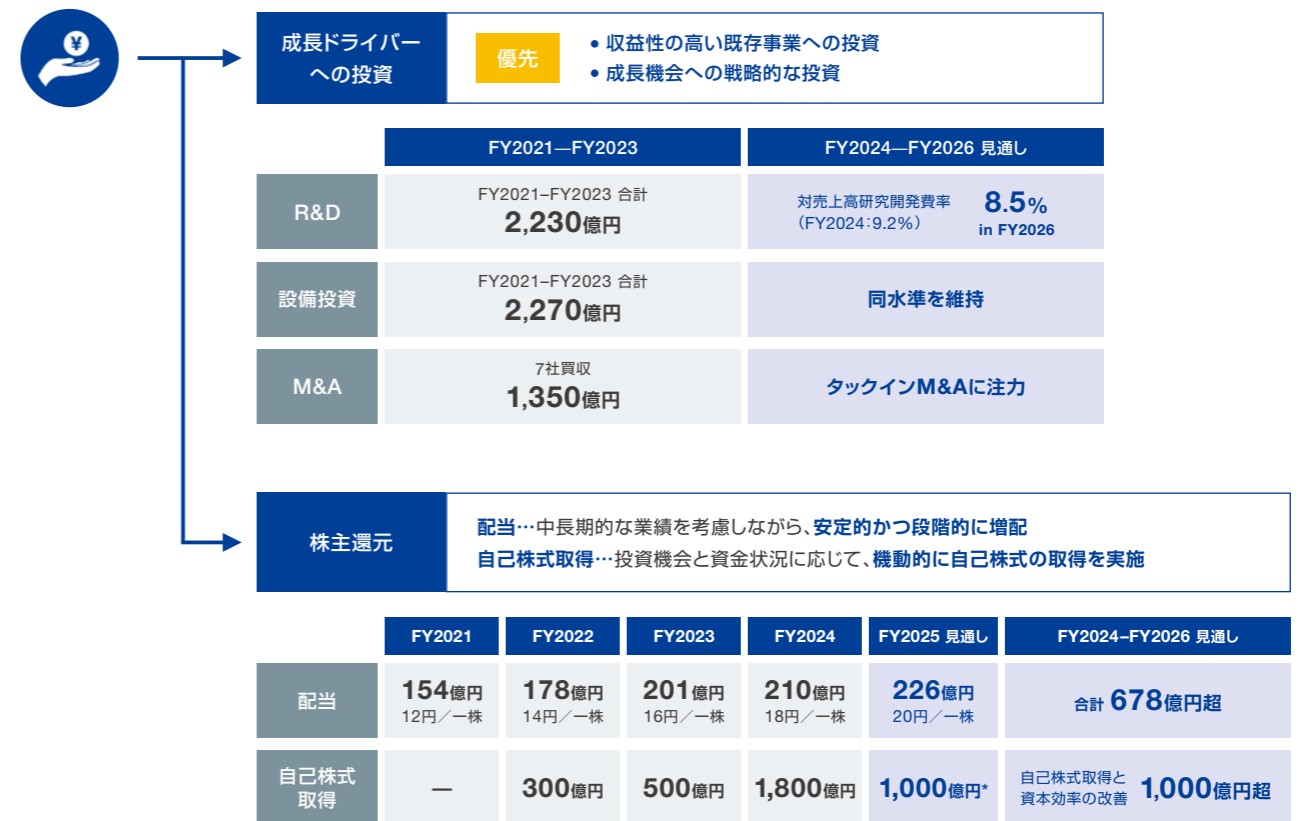 ¥
成長ドライバー
への投資
優先
• 収益性の高い既存事業への投資
• 成長機会への戦略的な投資
FY2021—FY2023
FY2024—FY2026 見通し
R&D
FY2021–FY2023 合計
2,230億円
対売上高研究開発費率
(FY2024:9.2%)
8.5%
in FY2026
設備投資
FY2021–FY2023 合計
2,270億円
同水準を維持
M&A
7社買収
1,350億円
タックインM&Aに注力
株主還元
配当…中長期的な業績を考慮しながら、安定的かつ段階的に増配
自己株式取得…投資機会と資金状況に応じて、機動的に自己株式の取得を実施
FY2021
FY2022
FY2023
FY2024
FY2025 見通し
FY2024–FY2026 見通し
配当
154億円
12円／一株
178億円
14円／一株
201億円
16円／一株
210億円
18円／一株
226億円
20円／一株
合計 678億円超
自己株式
取得
—
300億円
500億円
1,800億円
1,000億円*
自己株式取得と
資本効率の改善
1,000億円超